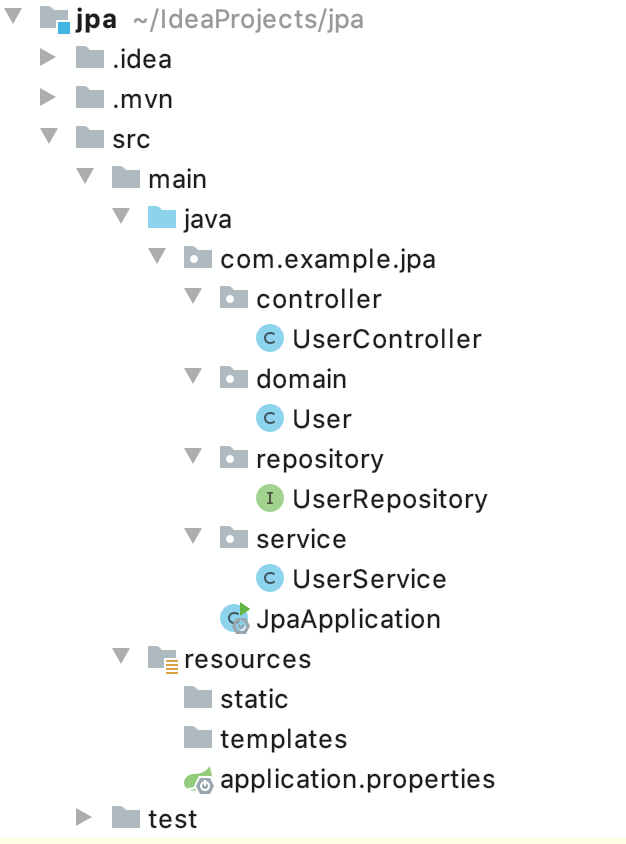 jpa ~/IdeaProjects/jpa
.idea
.mvn
src
main
java
com.example.jpa
controller
C UserController
domain
C User
repository
I UserRepository
service
C UserService
C JpaApplication
resources
static
templates
application.properties
test